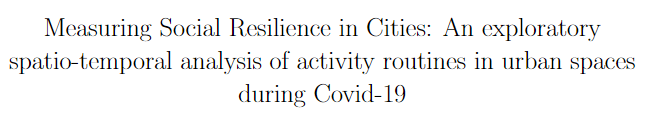 Measuring Social Resilience in Cities: An exploratory
spatio-temporal analysis of activity routines in urban spaces
during Covid-19